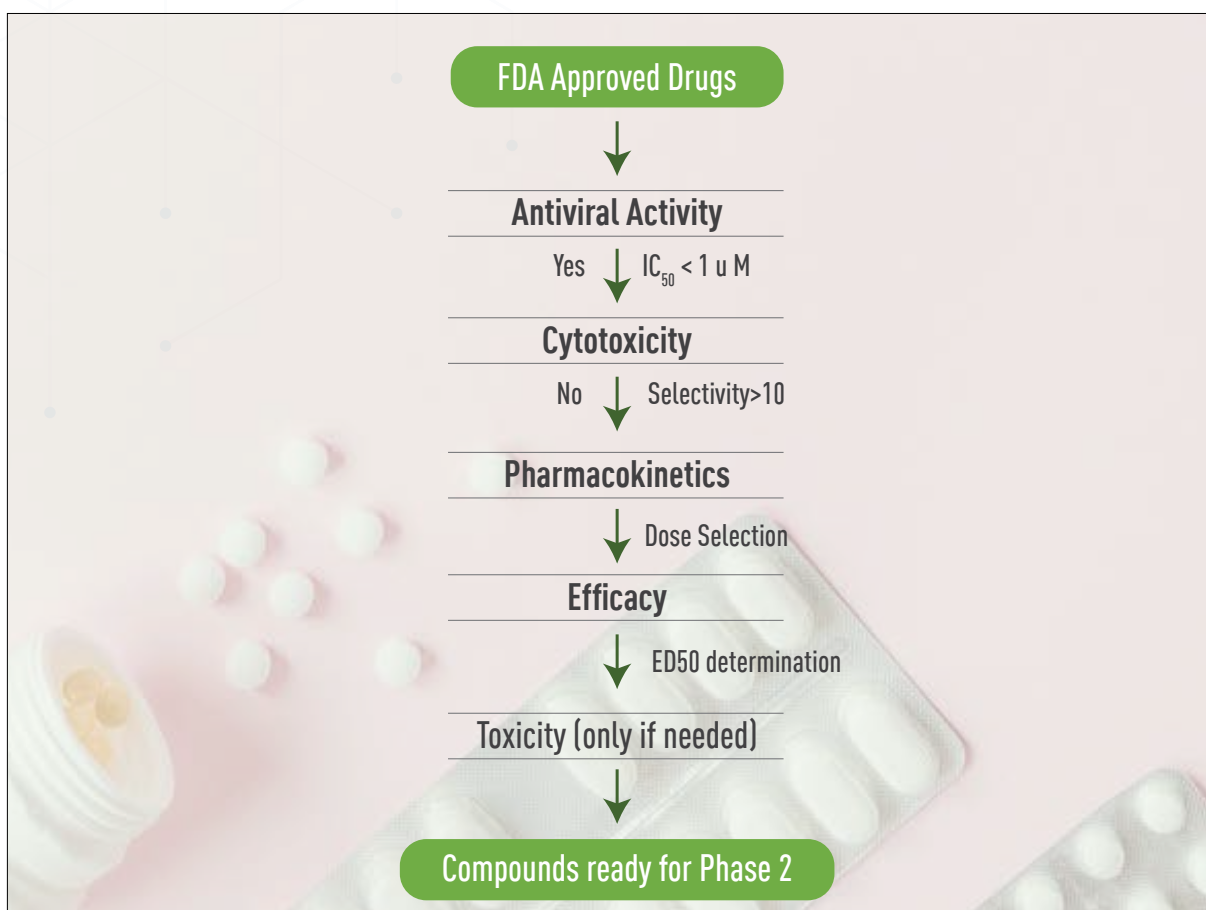 FDA Approved Drugs
Antiviral Activity
Yes IC₅₀ < 1 u M
Cytotoxicity
No Selectivity>10
Pharmacokinetics
Dose Selection
Efficacy
ED50 determination
Toxicity (only if needed)
Compounds ready for Phase 2